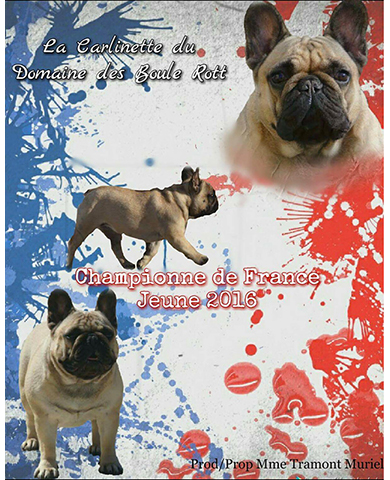 La Carlinette du
Domaine des Boule Rott
Championne de France
Jeune 2016
Prod/Prop Mme Tramont Muriel